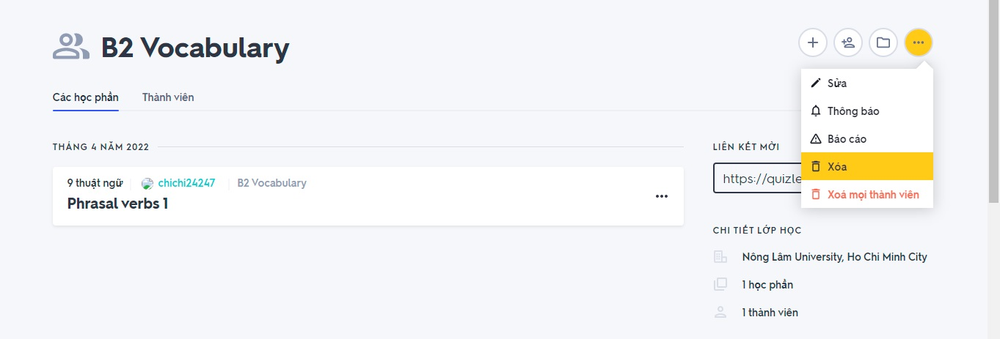 B2 Vocabulary
Các học phần
Thành viên
Sửa
Thông báo
Báo cáo
Xóa
Xoá mọi thành viên
THÁNG 4 NĂM 2022
9 thuật ngữ
chichi24247
B2 Vocabulary
Phrasal verbs 1
LIÊN KẾT MỜI
https://quizle
CHI TIẾT LỚP HỌC
Nông Lâm University, Ho Chi Minh City
1 học phần
1 thành viên